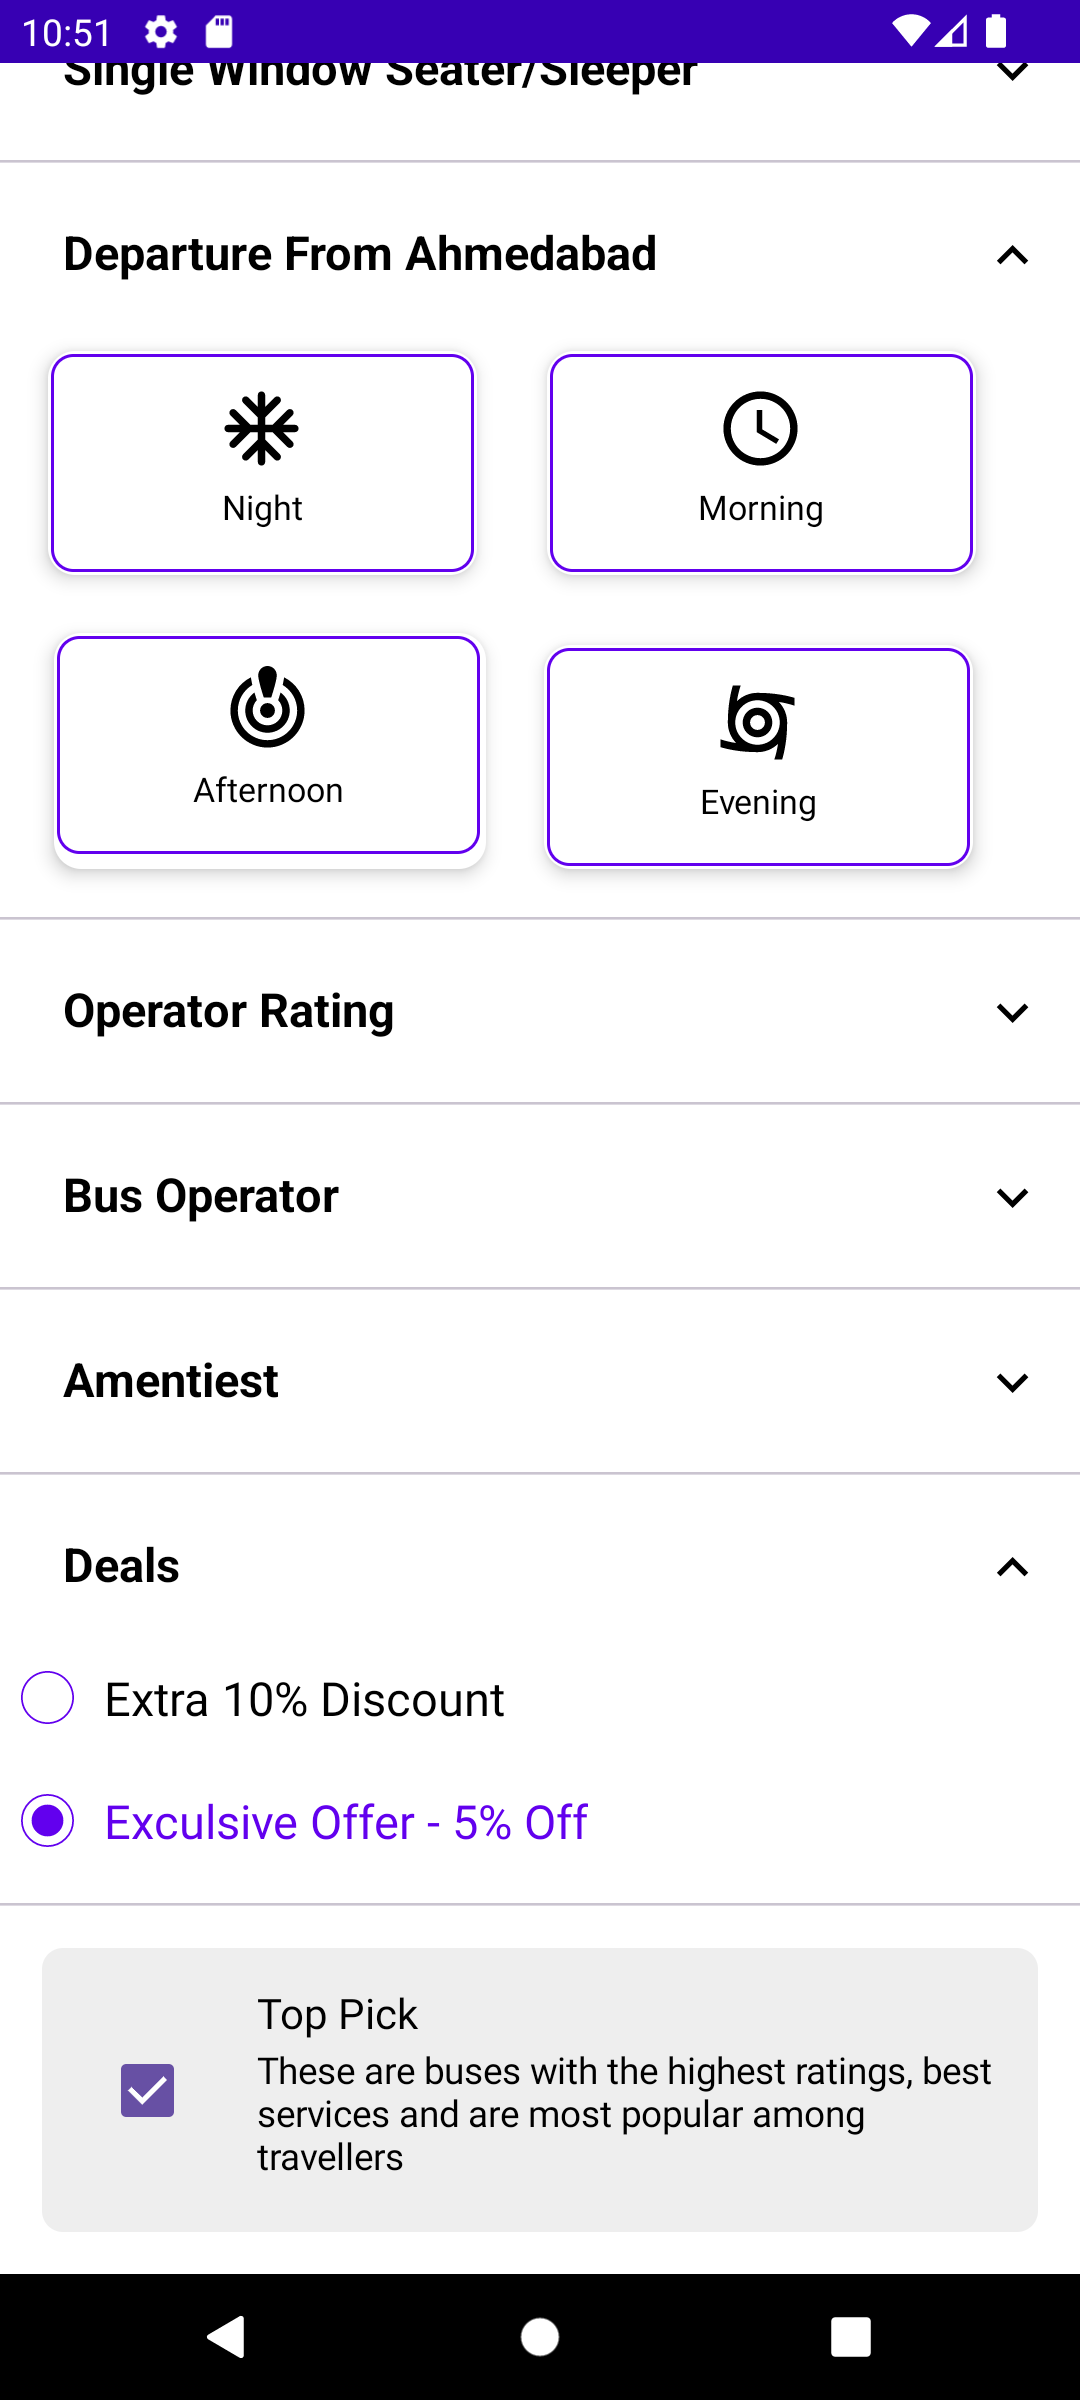 10:51
Single Window Seater/Sleeper
Departure From Ahmedabad
Night
Morning
Afternoon
Evening
Operator Rating
Bus Operator
Amentiest
Deals
Extra 10% Discount
Exculsive Offer - 5% Off
Top Pick
These are buses with the highest ratings, best
services and are most popular among
travellers